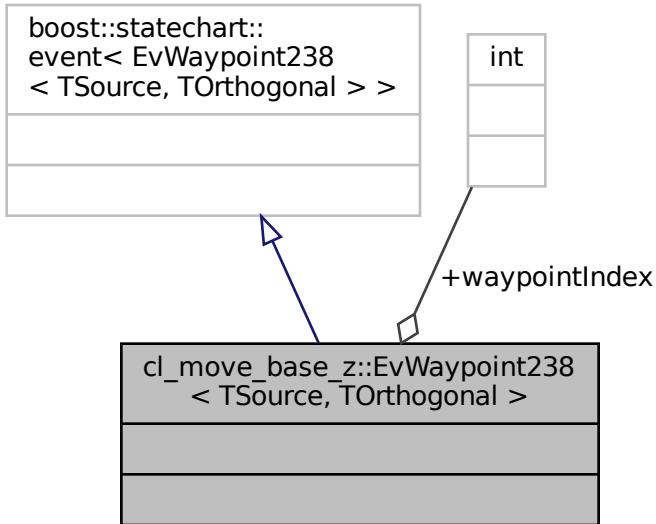 boost::statechart::
event< EvWaypoint238
< TSource, TOrthogonal > >
int
+waypointIndex
cl_move_base_z::EvWaypoint238
< TSource, TOrthogonal >